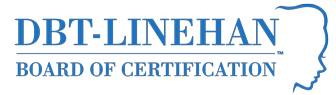 DBT-LINEHAN™
BOARD OF CERTIFICATION